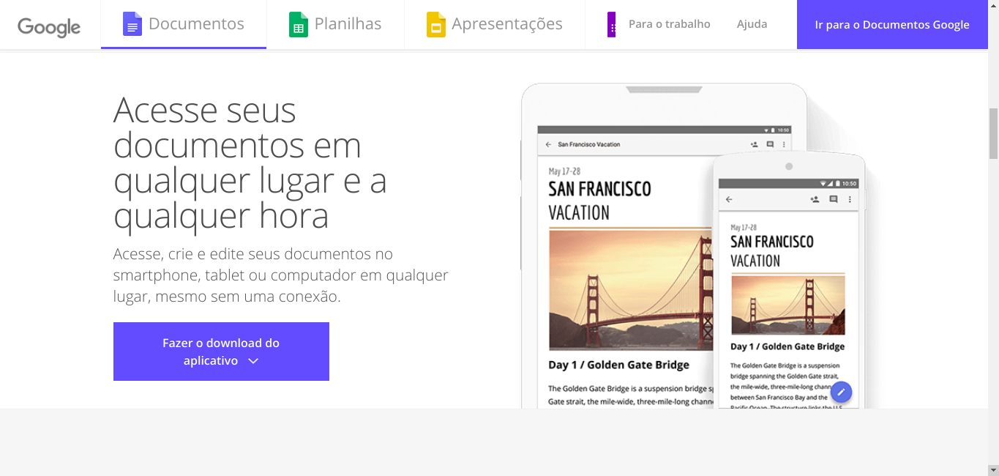 Google
Documentos
Planilhas
Apresentações
Para o trabalho
Ajuda
Ir para o Documentos Google
Acesse seus
documentos em
qualquer lugar e a
qualquer hora
Acesse, crie e edite seus documentos no
smartphone, tablet ou computador em qualquer
lugar, mesmo sem uma conexão.
Fazer o download do
aplicativo
10:50
San Francisco Vacation
May 17-28
SAN FRANCISCO
VACATION
Day 1 / Golden Gate Bridge
The Golden Gate Bridge is a suspension bridge
Gate strait, the mile-wide, three-mile-long
10:50
May 17-28
SAN FRANCISCO
VACATION
Day 1 / Golden Gate Bridge
The Golden Gate Bridge is a suspension
bridge spanning the Golden Gate strait,
the mile-wide, three-mile-long
between San Francisco Bay and the
Pacific Ocean. The structure links the U.S.